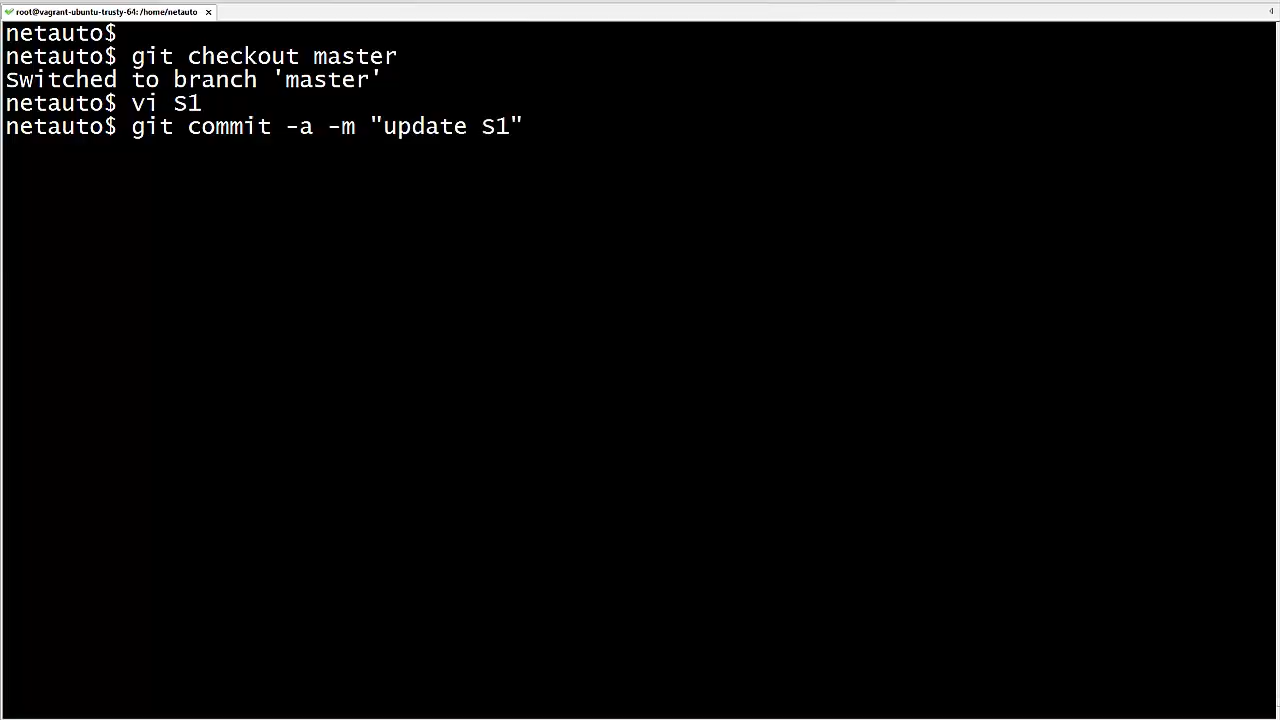 root@vagrant-ubuntu-trusty-64: /home/netauto
netauto$
netauto$ git checkout master
Switched to branch 'master'
netauto$ vi S1
netauto$ git commit -a -m "update S1"